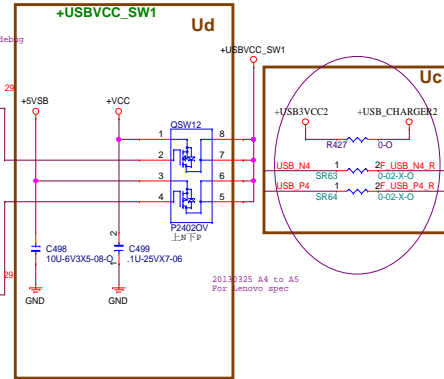 +USBVCC_SW1
Ud
debug
+USBVCC_SW1
Uc
29
+5VSB
+VCC
+USB3VCC2
+USB_CHARGER2
QSW12
1
8
R427
0-O
2
7
USB_N4
1
2
F_USB_N4_R
3
6
SR63
0-02-X-O
USB_P4
1
2
F_USB_P4_R
4
5
SR64
0-02-X-O
P2402OV
上N下P
2
C498
C499
10U-6V3X5-08-O
.1U-25VX7-06
1
29
20130325 A4 to A5
For Lenovo spec
GND
GND